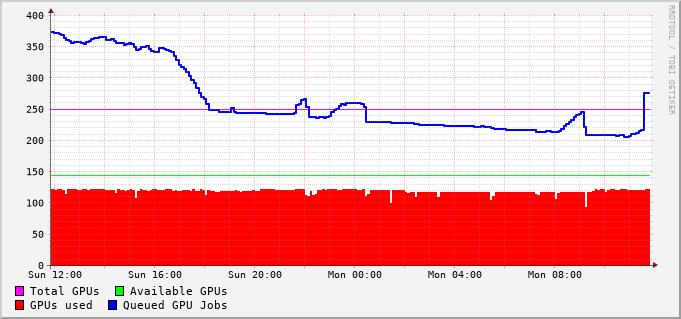 RRDTOOL / TOBI OETIKER
400
350
300
250
200
150
100
50
0
Sun 12:00 Sun 16:00 Sun 20:00 Mon 00:00 Mon 04:00 Mon 08:00
Total GPUs Available GPUs
GPUs used Queued GPU Jobs